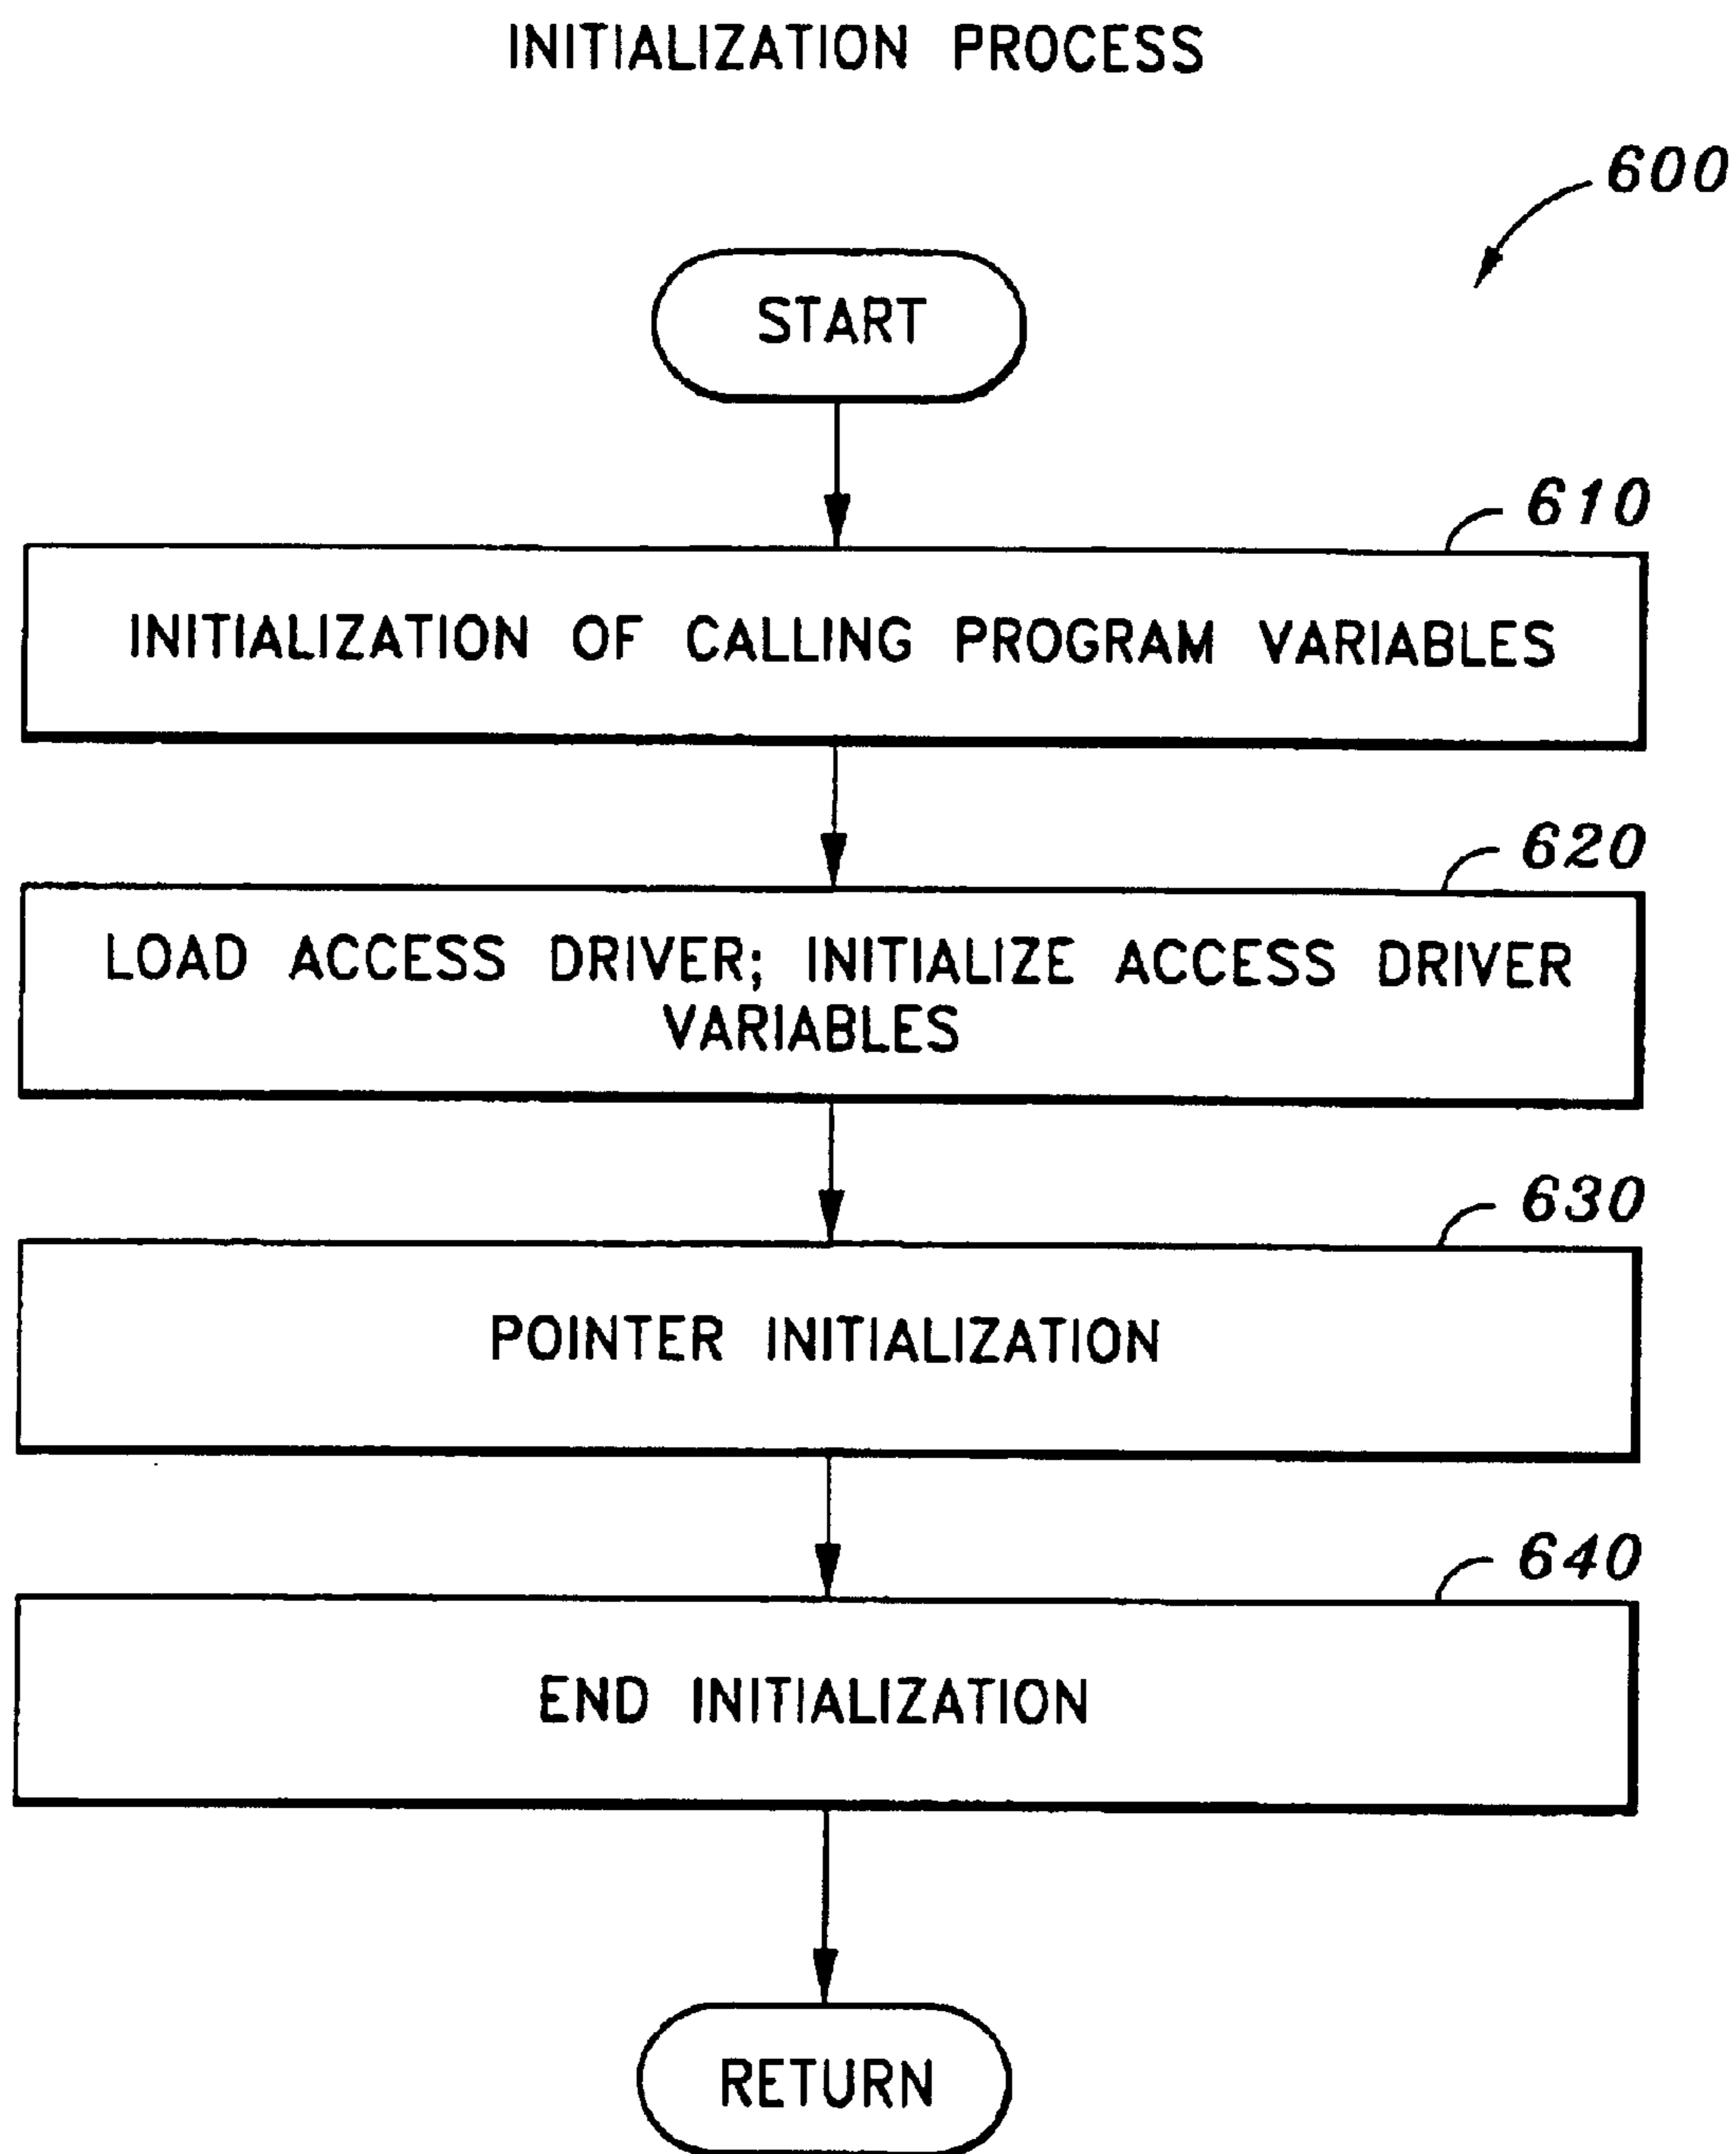 INITIALIZATION PROCESS
600
START
610
INITIALIZATION OF CALLING PROGRAM VARIABLES
620
LOAD ACCESS DRIVER; INITIALIZE ACCESS DRIVER
VARIABLES
630
POINTER INITIALIZATION
640
END INITIALIZATION
RETURN